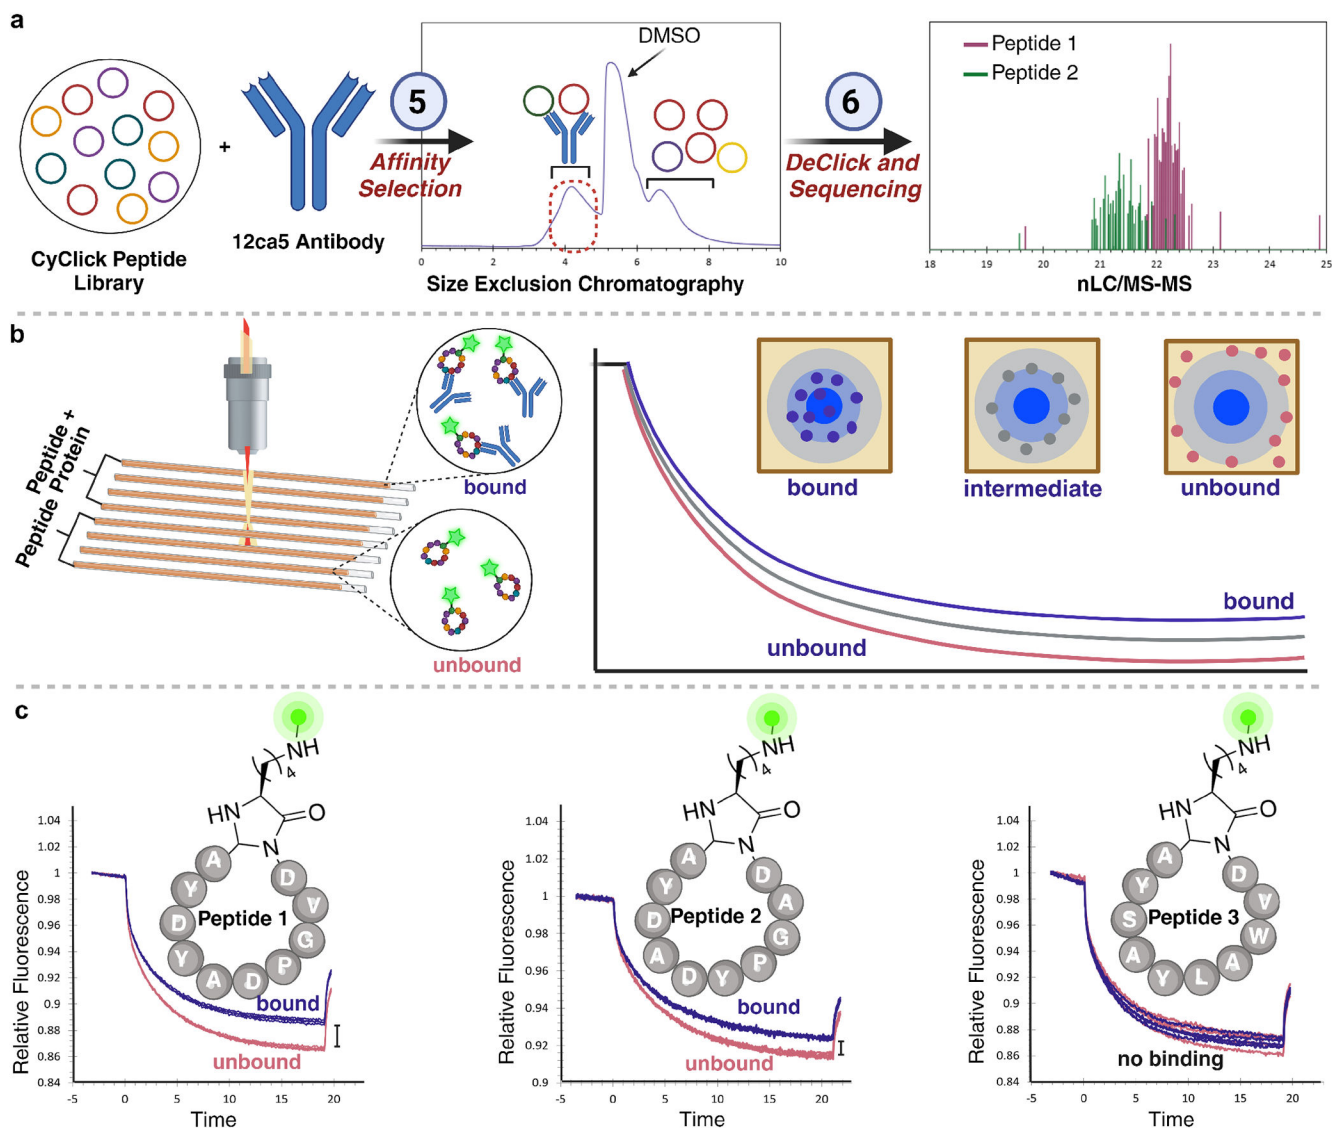 a
CyClick Peptide
Library
+
12ca5 Antibody
5
Affinity
Selection
DMSO
0 2 4 6 8 10
Size Exclusion Chromatography
6
DeClick and
Sequencing
Peptide 1
Peptide 2
18 19 20 21 22 23 24 25
nLC/MS-MS
b
Peptide +
Protein
Peptide
bound
unbound
bound
intermediate
unbound
bound
unbound
c
NH
4
HN
O
N
A
Y
D
Y
A
D
P
G
V
D
Peptide 1
Relative Fluorescence
1.04
1.02
1
0.98
0.96
0.94
0.92
0.9
0.88
0.86
0.84
bound
unbound
-5 0 5 10 15 20
Time
NH
4
HN
O
N
A
Y
D
A
D
Y
P
G
A
D
Peptide 2
Relative Fluorescence
1.04
1.02
1
0.98
0.96
0.94
0.92
0.9
bound
unbound
-5 0 5 10 15 20
Time
NH
4
HN
O
N
A
Y
S
A
Y
L
A
W
V
D
Peptide 3
Relative Fluorescence
1.04
1.02
1
0.98
0.96
0.94
0.92
0.9
0.88
0.86
0.84
no binding
-5 0 5 10 15 20
Time